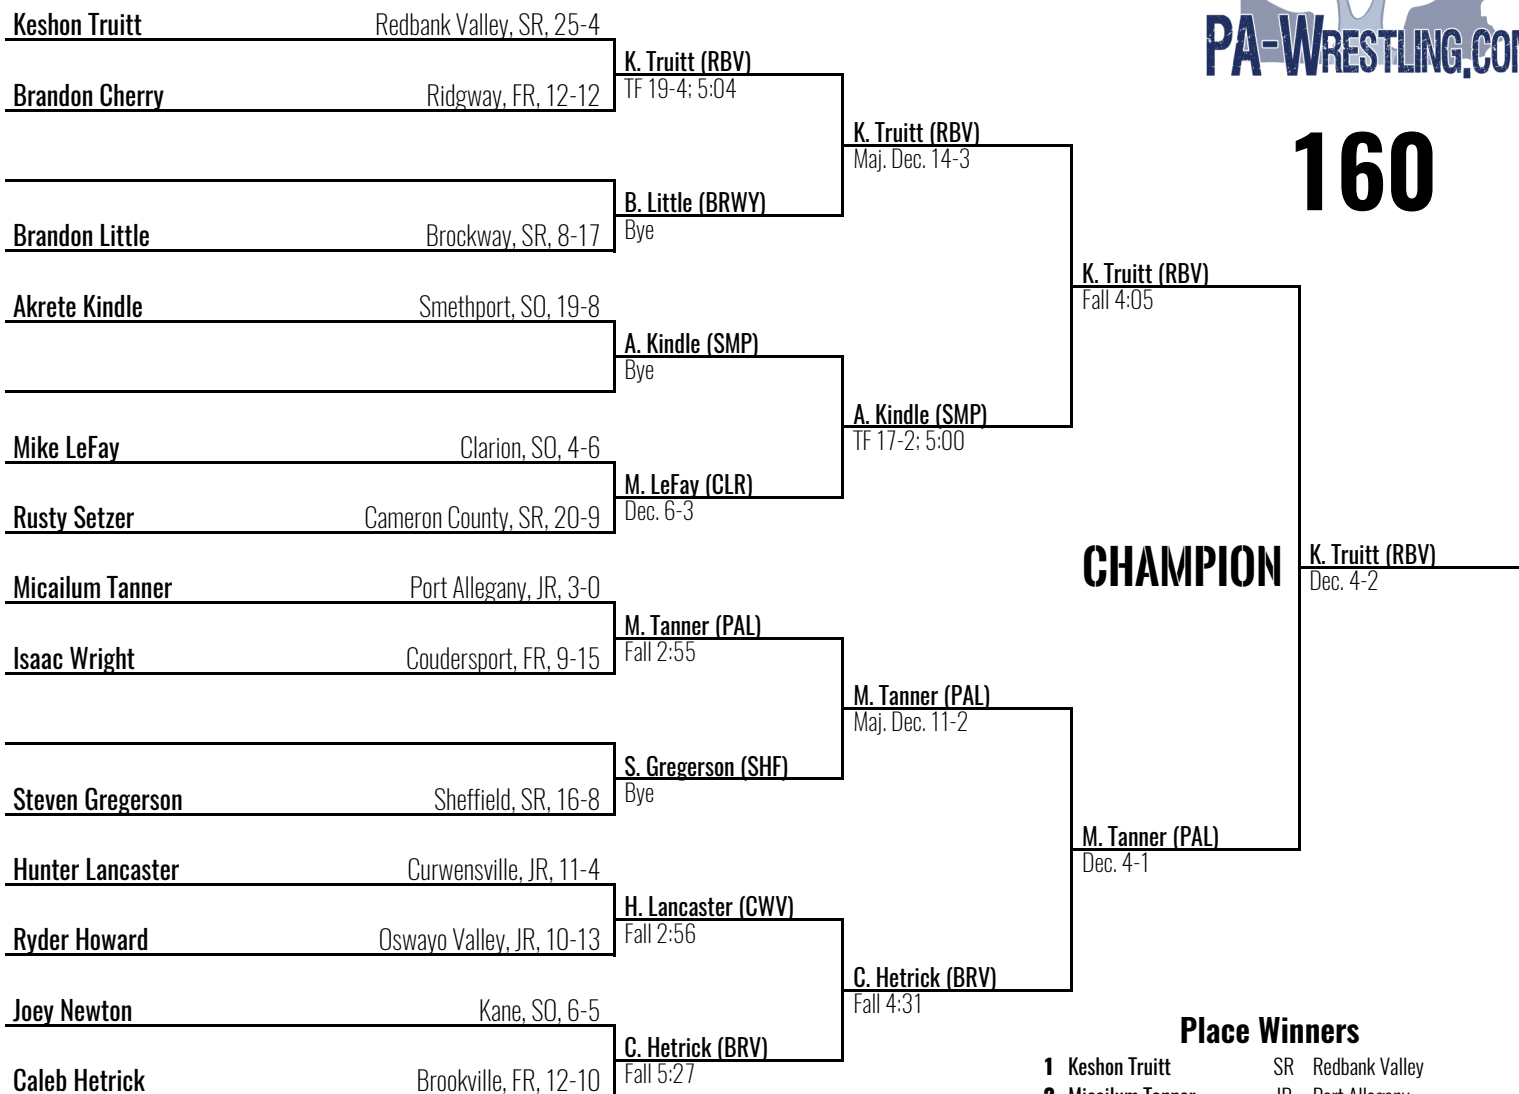 Keshon Truitt Redbank Valley, SR, 25-4
Brandon Cherry Ridgway, FR, 12-12
K. Truitt (RBV)
TF 19-4; 5:04
K. Truitt (RBV)
Maj. Dec. 14-3
B. Little (BRWY)
Bye
Brandon Little Brockway, SR, 8-17
K. Truitt (RBV)
Fall 4:05
Akrete Kindle Smethport, SO, 19-8
A. Kindle (SMP)
Bye
A. Kindle (SMP)
TF 17-2; 5:00
Mike LeFay Clarion, SO, 4-6
M. LeFay (CLR)
Dec. 6-3
Rusty Setzer Cameron County, SR, 20-9
CHAMPION
K. Truitt (RBV)
Dec. 4-2
Micailum Tanner Port Allegany, JR, 3-0
M. Tanner (PAL)
Fall 2:55
Isaac Wright Coudersport, FR, 9-15
M. Tanner (PAL)
Maj. Dec. 11-2
S. Gregerson (SHF)
Bye
Steven Gregerson Sheffield, SR, 16-8
M. Tanner (PAL)
Dec. 4-1
Hunter Lancaster Curwensville, JR, 11-4
H. Lancaster (CWV)
Fall 2:56
Ryder Howard Oswayo Valley, JR, 10-13
C. Hetrick (BRV)
Fall 4:31
Joey Newton Kane, SO, 6-5
C. Hetrick (BRV)
Fall 5:27
Caleb Hetrick Brookville, FR, 12-10
PA-WRESTLING.COM
160
Place Winners
1 Keshon Truitt SR Redbank Valley
2 Micailum Tanner JR Port Allegany